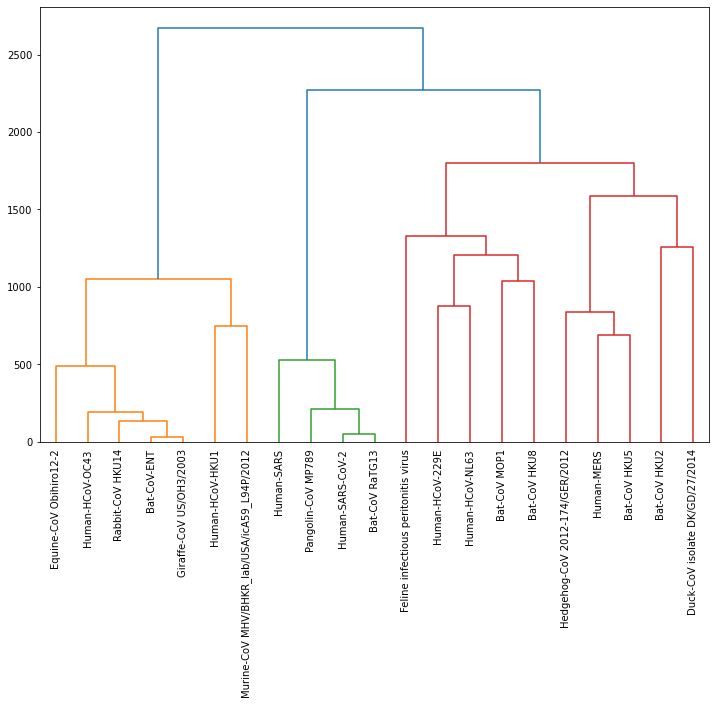 2500
2000
1500
1000
500
0
Equine-CoV Obihiro12-2
Human-HCoV-OC43
Rabbit-CoV HKU14
Bat-CoV-ENT
Giraffe-CoV US/OH3/2003
Human-HCoV-HKU1
Murine-CoV MHV/BHKR_lab/USA/icA59_L94P/2012
Human-SARS
Pangolin-CoV MP789
Human-SARS-CoV-2
Bat-CoV RaTG13
Feline infectious peritonitis virus
Human-HCoV-229E
Human-HCoV-NL63
Bat-CoV MOP1
Bat-CoV HKU8
Hedgehog-CoV 2012-174/GER/2012
Human-MERS
Bat-CoV HKU5
Bat-CoV HKU2
Duck-CoV isolate DK/GD/27/2014